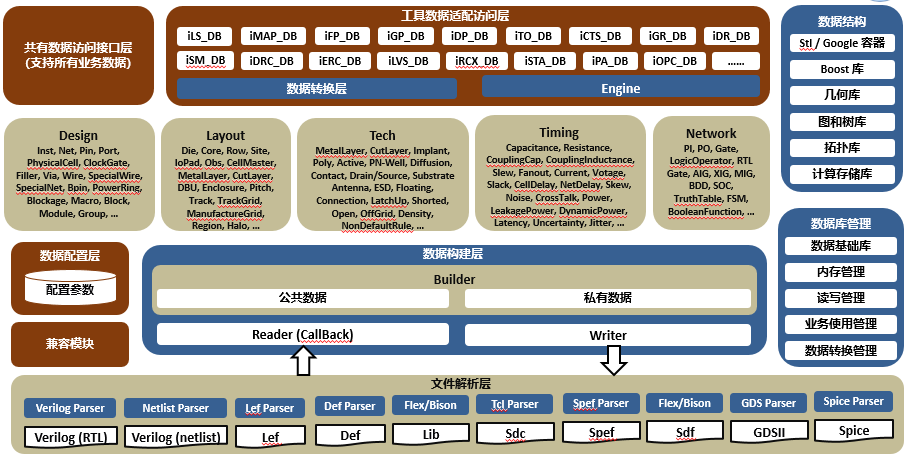 共有数据访问接口层
(支持所有业务数据)
工具数据适配访问层
iLS_DB iMAP_DB iFP_DB iGP_DB iDP_DB iTO_DB iCTS_DB iGR_DB iDR_DB
iSM_DB iDRC_DB iERC_DB iLVS_DB iRCX_DB iSTA_DB iPA_DB iOPC_DB ……
数据转换层
Engine
数据结构
Stl / Google 容器
Boost 库
几何库
图和树库
拓扑库
计算存储库
Design
Inst, Net, Pin, Port,
PhysicalCell, ClockGate,
Filler, Via, Wire, SpecialWire,
SpecialNet, Bpin, PowerRing,
Blockage, Macro, Block,
Module, Group, ...
Layout
Die, Core, Row, Site,
IoPad, Obs, CellMaster,
MetalLayer, CutLayer,
DBU, Enclosure, Pitch,
Track, TrackGrid,
ManufactureGrid,
Region, Halo, ...
Tech
MetalLayer, CutLayer, Implant,
Poly, Active, PN-Well, Diffusion,
Contact, Drain/Source, Substrate
Antenna, ESD, Floating,
Connection, LatchUp, Shorted,
Open, OffGrid, Density,
NonDefaultRule, ...
Timing
Capacitance, Resistance,
CouplingCap, CouplingInductance,
Slew, Fanout, Current, Votage,
Slack, CellDelay, NetDelay, Skew,
Noise, CrossTalk, Power,
LeakagePower, DynamicPower,
Latency, Uncertainty, Jitter, ...
Network
PI, PO, Gate,
LogicOperator, RTL
Gate, AIG, XIG, MIG,
BDD, SOC,
TruthTable, FSM,
BooleanFunction, ...
数据库管理
数据基础库
内存管理
读写管理
业务使用管理
数据转换管理
数据配置层
配置参数
兼容模块
数据构建层
Builder
公共数据
私有数据
Reader (CallBack)
Writer
文件解析层
Verilog Parser Netlist Parser Lef Parser Def Parser Flex/Bison Tcl Parser Spef Parser Flex/Bison GDS Parser Spice Parser
Verilog (RTL) Verilog (netlist) Lef Def Lib Sdc Spef Sdf GDSII Spice